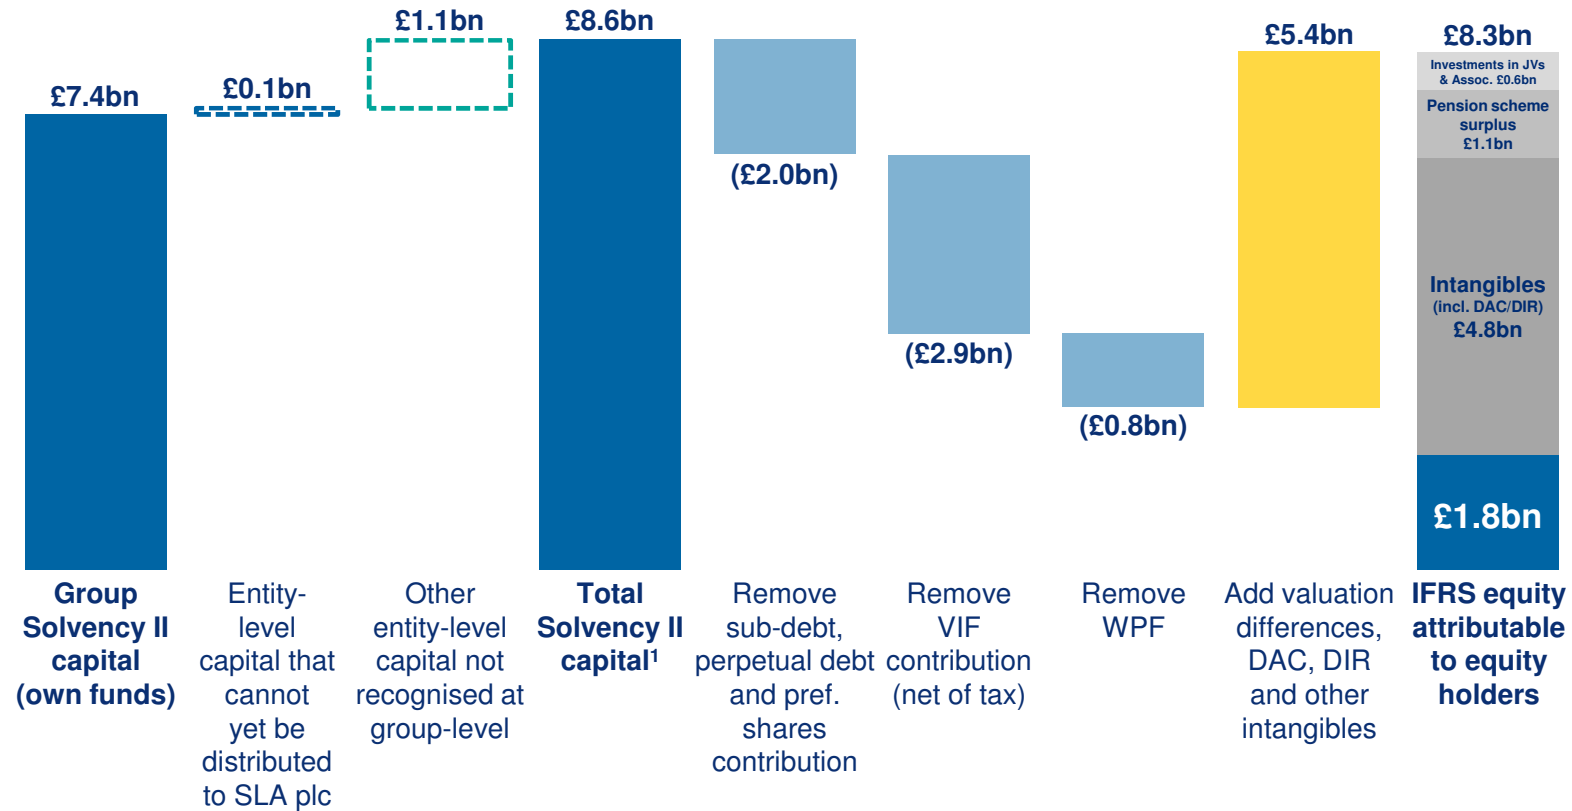 £7.4bn
£0.1bn
£1.1bn
£8.6bn
(£2.0bn)
(£2.9bn)
(£0.8bn)
£5.4bn
£8.3bn
Investments in JVs
& Assoc. £0.6bn
Pension scheme
surplus
£1.1bn
Intangibles
(incl. DAC/DIR)
£4.8bn
£1.8bn
Group
Solvency II
capital
(own funds)
Entity-
level
capital that
cannot
yet be
distributed
to SLA plc
Other
entity-level
capital not
recognised at
group-level
Total
Solvency II
capital¹
Remove
sub-debt,
perpetual debt
and pref.
shares
contribution
Remove
VIF
contribution
(net of tax)
Remove
WPF
Add valuation
differences,
DAC, DIR
and other
intangibles
IFRS equity
attributable
to equity
holders